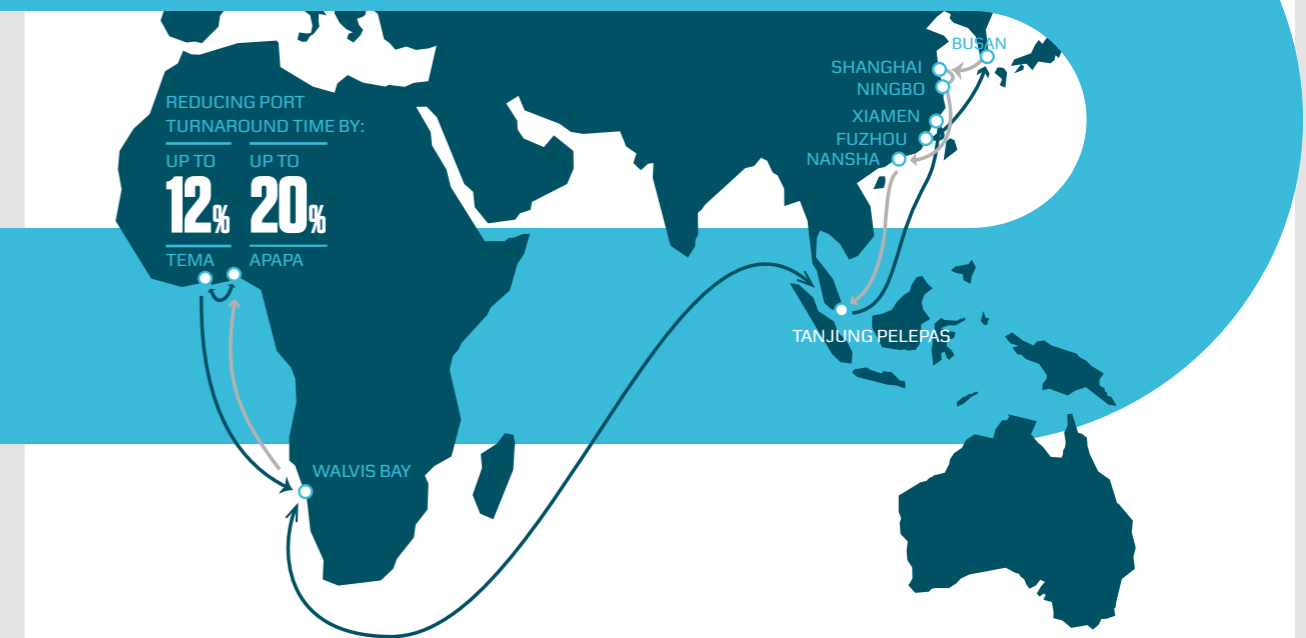 REDUCING PORT
TURNAROUND TIME BY:
UP TO
12%
TEMA
UP TO
20%
APAPA
WALVIS BAY
BUSAN
SHANGHAI
NINGBO
XIAMEN
FUZHOU
NANSHA
TANJUNG PELEPAS